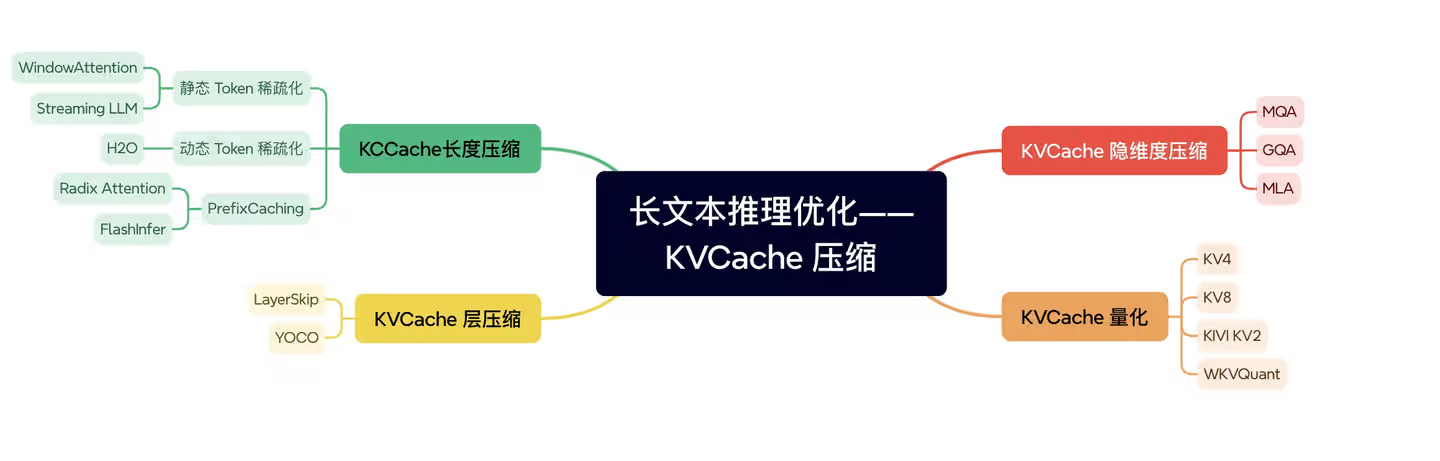 长文本推理优化——
KVCache 压缩
KCCache长度压缩
静态 Token 稀疏化
WindowAttention
Streaming LLM
动态 Token 稀疏化
H2O
PrefixCaching
Radix Attention
FlashInfer
KVCache 层压缩
LayerSkip
YOCO
KVCache 隐维度压缩
MQA
GQA
MLA
KVCache 量化
KV4
KV8
KIVI KV2
WKVQuant